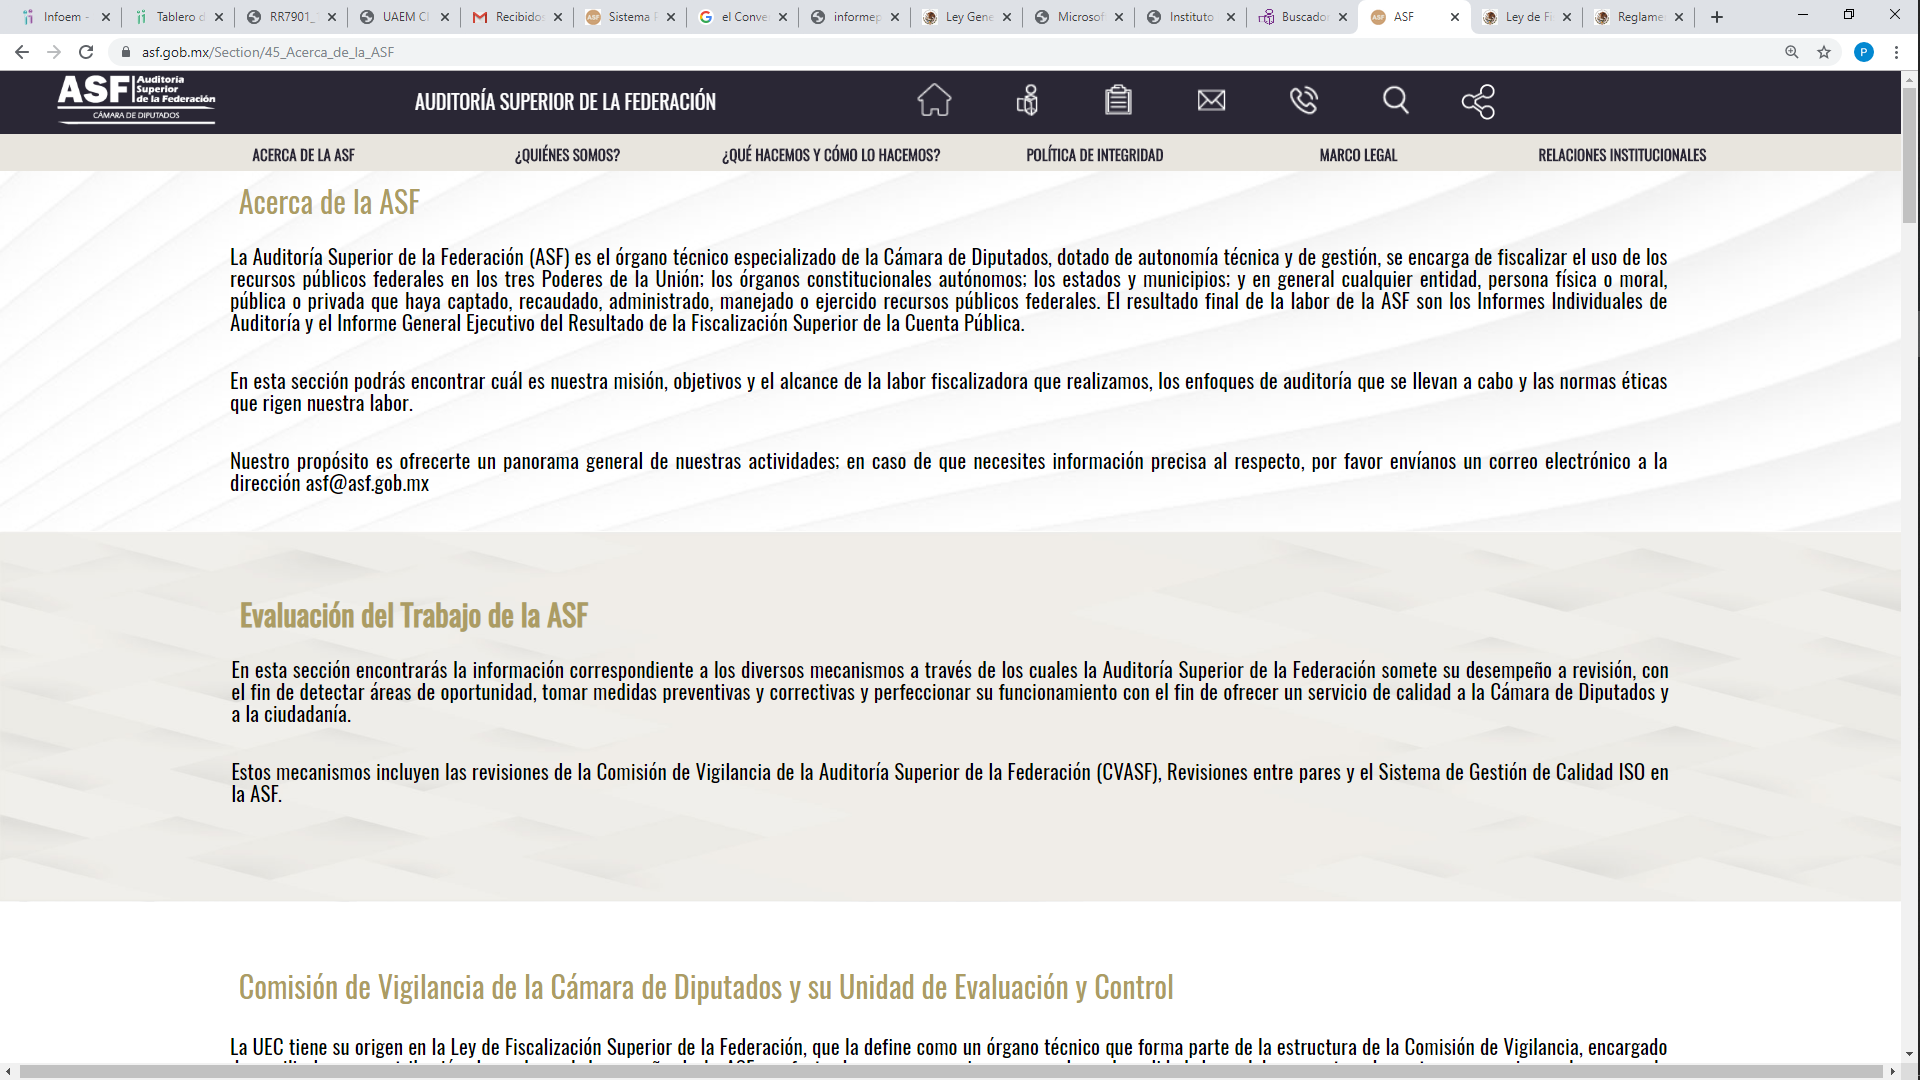 Infoem -
Tablero d
RR7901_
UAEM CI
Recibidos
Sistema
el Conve
informep
Ley Gene
Microsof
Instituto
Buscador
ASF
Ley de Fi
Reglame
asf.gob.mx/Section/45_Acerca_de_la_ASF
P
ASF Auditoría
Superior
de la Federación
CÁMARA DE DIPUTADOS
AUDITORÍA SUPERIOR DE LA FEDERACIÓN
ACERCA DE LA ASF
¿QUIÉNES SOMOS?
¿QUÉ HACEMOS Y CÓMO LO HACEMOS?
POLÍTICA DE INTEGRIDAD
MARCO LEGAL
RELACIONES INSTITUCIONALES
Acerca de la ASF
La Auditoría Superior de la Federación (ASF) es el órgano técnico especializado de la Cámara de Diputados, dotado de autonomía técnica y de gestión, se encarga de fiscalizar el uso de los
recursos públicos federales en los tres Poderes de la Unión; los órganos constitucionales autónomos; los estados y municipios; y en general cualquier entidad, persona física o moral,
pública o privada que haya captado, recaudado, administrado, manejado o ejercido recursos públicos federales. El resultado final de la labor de la ASF son los Informes Individuales de
Auditoría y el Informe General Ejecutivo del Resultado de la Fiscalización Superior de la Cuenta Pública.
En esta sección podrás encontrar cuál es nuestra misión, objetivos y el alcance de la labor fiscalizadora que realizamos, los enfoques de auditoría que se llevan a cabo y las normas éticas
que rigen nuestra labor.
Nuestro propósito es ofrecerte un panorama general de nuestras actividades; en caso de que necesites información precisa al respecto, por favor envíanos un correo electrónico a la
dirección asf@asf.gob.mx
Evaluación del Trabajo de la ASF
En esta sección encontrarás la información correspondiente a los diversos mecanismos a través de los cuales la Auditoría Superior de la Federación somete su desempeño a revisión, con
el fin de detectar áreas de oportunidad, tomar medidas preventivas y correctivas y perfeccionar su funcionamiento con el fin de ofrecer un servicio de calidad a la Cámara de Diputados y
a la ciudadanía.
Estos mecanismos incluyen las revisiones de la Comisión de Vigilancia de la Auditoría Superior de la Federación (CVASF), Revisiones entre pares y el Sistema de Gestión de Calidad ISO en
la ASF.
Comisión de Vigilancia de la Cámara de Diputados y su Unidad de Evaluación y Control
La UEC tiene su origen en la Ley de Fiscalización Superior de la Federación, que la define como un órgano técnico que forma parte de la estructura de la Comisión de Vigilancia, encargado